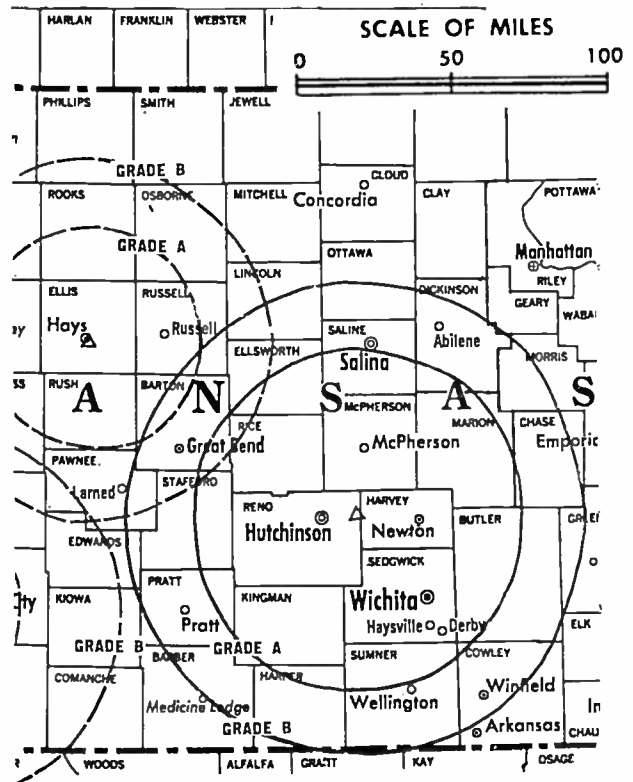 HARLAN FRANKLIN WEBSTER
SCALE OF MILES
0 50 100
PHILLIPS SMITH JEWELL
GRADE B
CLOUD
ROOKS OSBORNE MITCHELL Concordia CLAY POTTAWA
GRADE A
OTTAWA Manhattan
LINCOLN RILEY
ELLIS RUSSELL DICKINSON GEARY
WABA
Hays Russell SALINE Abilene
ELLSWORTH Salina MORRIS
RUSH BARTON
A N S A S
McPHERSON
RICE MARION CHASE
Great Bend McPherson Emporic
PAWNEE
STAFFORD
Larned HARVEY
RENO BUTLER
Hutchinson Newton
EDWARDS
SEDGWICK
PRATT
KIOWA KINGMAN Wichita
Pratt Haysville Derby ELK
GRADE B GRADE A SUMNER COWLEY
BARBER
COMANCHE HARPER
Medicine Lodge Wellington Winfield
GRADE B Arkansas
CHAU
WOODS ALFALFA GRANT KAY OSAGE